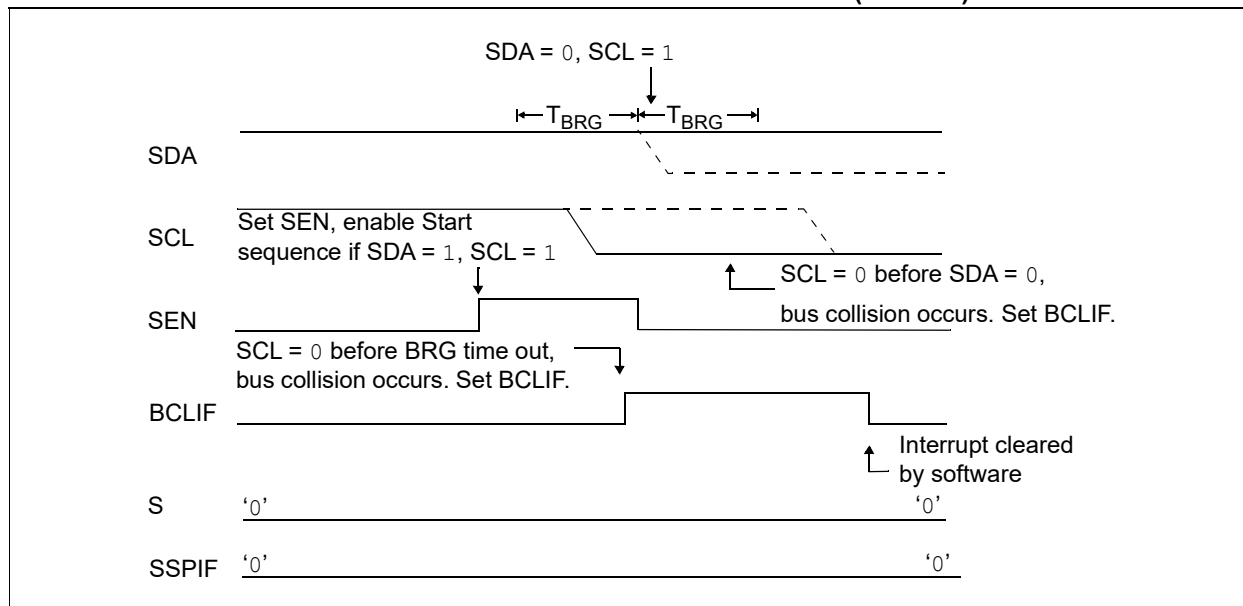 SDA = 0, SCL = 1
TBRG TBRG
SDA
SCL
Set SEN, enable Start
sequence if SDA = 1, SCL = 1
SCL = 0 before SDA = 0,
bus collision occurs. Set BCLIF.
SEN
SCL = 0 before BRG time out,
bus collision occurs. Set BCLIF.
BCLIF
Interrupt cleared
by software
S ‘0’ ‘0’
SSPIF ‘0’ ‘0’